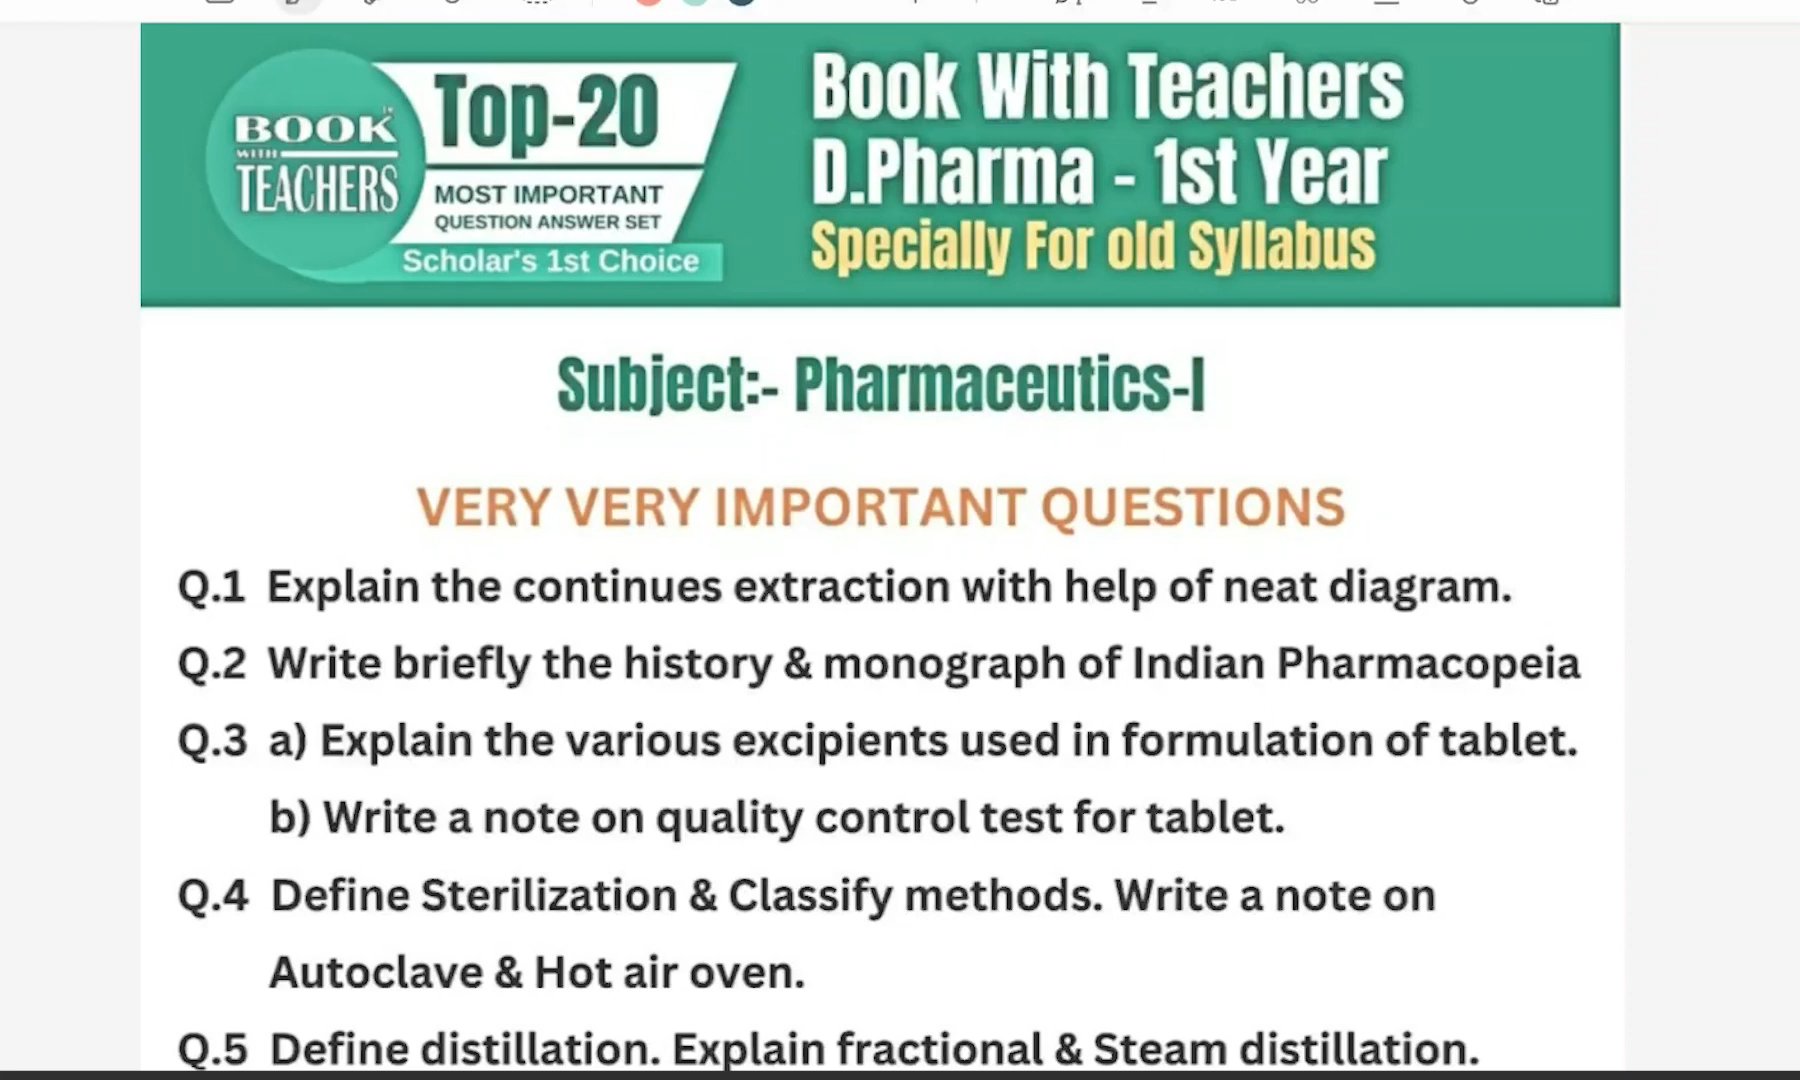 BOOK
WITH
TEACHERS
Top-20
MOST IMPORTANT
QUESTION ANSWER SET
Scholar's 1st Choice
Book With Teachers
D.Pharma - 1st Year
Specially For old Syllabus
Subject:- Pharmaceutics-I
VERY VERY IMPORTANT QUESTIONS
Q.1 Explain the continues extraction with help of neat diagram.
Q.2 Write briefly the history & monograph of Indian Pharmacopeia
Q.3 a) Explain the various excipients used in formulation of tablet.
b) Write a note on quality control test for tablet.
Q.4 Define Sterilization & Classify methods. Write a note on
Autoclave & Hot air oven.
Q.5 Define distillation. Explain fractional & Steam distillation.